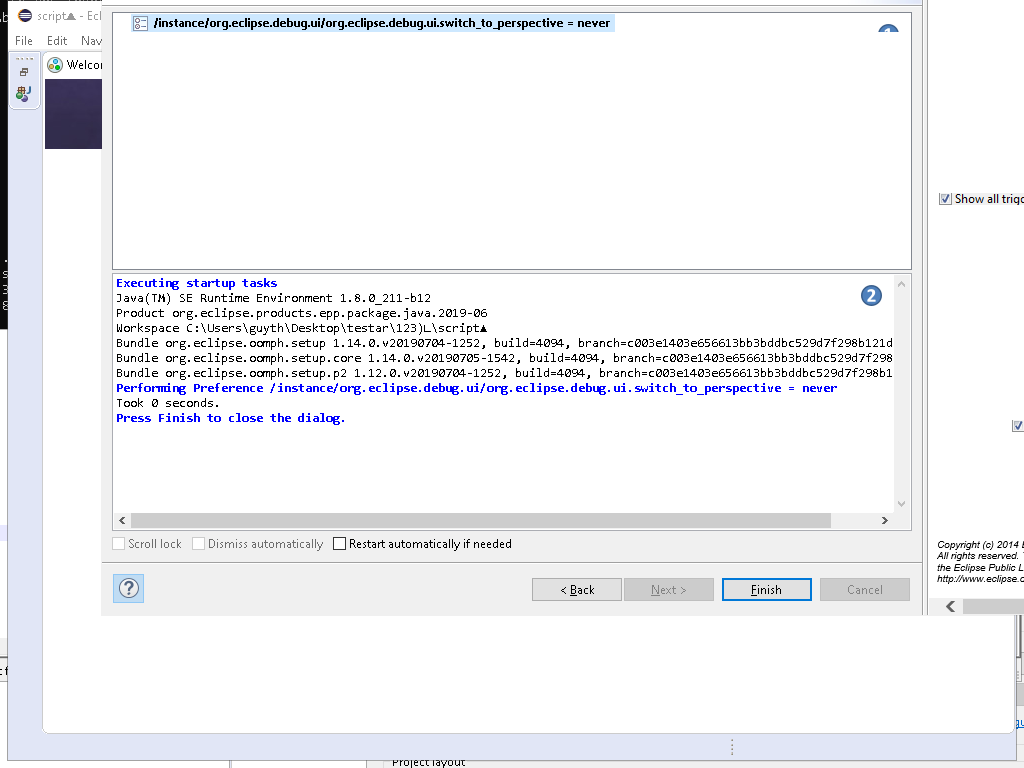 script▲ - Ecl
/instance/org.eclipse.debug.ui/org.eclipse.debug.ui.switch_to_perspective = never
File Edit Nav
Welcom
Show all trigg
Executing startup tasks
Java(TM) SE Runtime Environment 1.8.0_211-b12
Product org.eclipse.products.epp.package.java.2019-06
Workspace C:\Users\guyth\Desktop\testar\123)∟\script▲
Bundle org.eclipse.oomph.setup 1.14.0.v20190704-1252, build=4094, branch=c003e1403e656613bb3bddbc529d7f298b121d
Bundle org.eclipse.oomph.setup.core 1.14.0.v20190705-1542, build=4094, branch=c003e1403e656613bb3bddbc529d7f298
Bundle org.eclipse.oomph.setup.p2 1.12.0.v20190704-1252, build=4094, branch=c003e1403e656613bb3bddbc529d7f298b1
Performing Preference /instance/org.eclipse.debug.ui/org.eclipse.debug.ui.switch_to_perspective = never
Took 0 seconds.
Press Finish to close the dialog.
2
Scroll lock Dismiss automatically Restart automatically if needed
Copyright (c) 2014 E
All rights reserved. T
the Eclipse Public L
http://www.eclipse.o
? < Back Next > Finish Cancel
Project layout